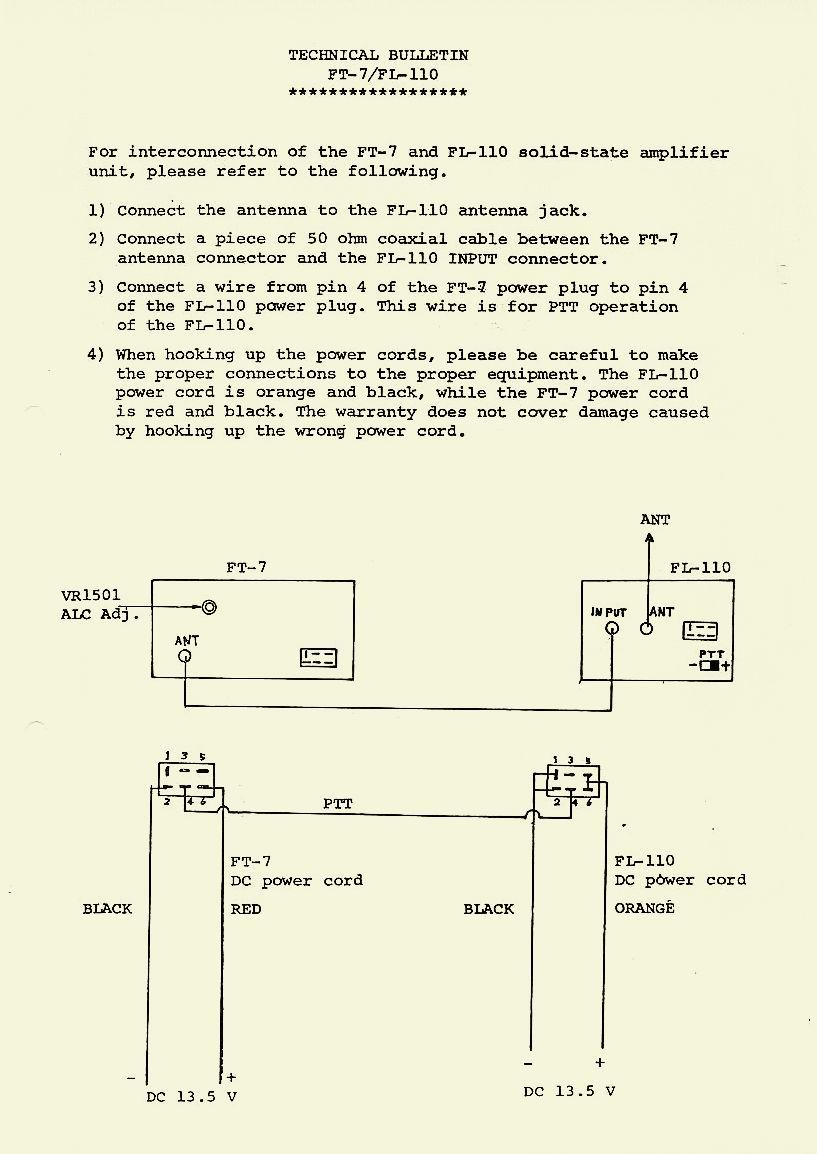 TECHNICAL BULLETIN
FT-7/FL-110
******************
For interconnection of the FT-7 and FL-110 solid-state amplifier
unit, please refer to the following.
1) Connect the antenna to the FL-110 antenna jack.
2) Connect a piece of 50 ohm coaxial cable between the FT-7
antenna connector and the FL-110 INPUT connector.
3) Connect a wire from pin 4 of the FT-7 power plug to pin 4
of the FL-110 power plug. This wire is for PTT operation
of the FL-110.
4) When hooking up the power cords, please be careful to make
the proper connections to the proper equipment. The FL-110
power cord is orange and black, while the FT-7 power cord
is red and black. The warranty does not cover damage caused
by hooking up the wrong power cord.
ANT
FT-7
FL-110
VR1501
ALC Adj.
ANT
INPUT ANT
PTT
- +
1 3 5
2 4 6
PTT
1 3 5
2 4 6
FT-7
DC power cord
FL-110
DC power cord
BLACK RED BLACK ORANGE
- +
DC 13.5 V
- +
DC 13.5 V